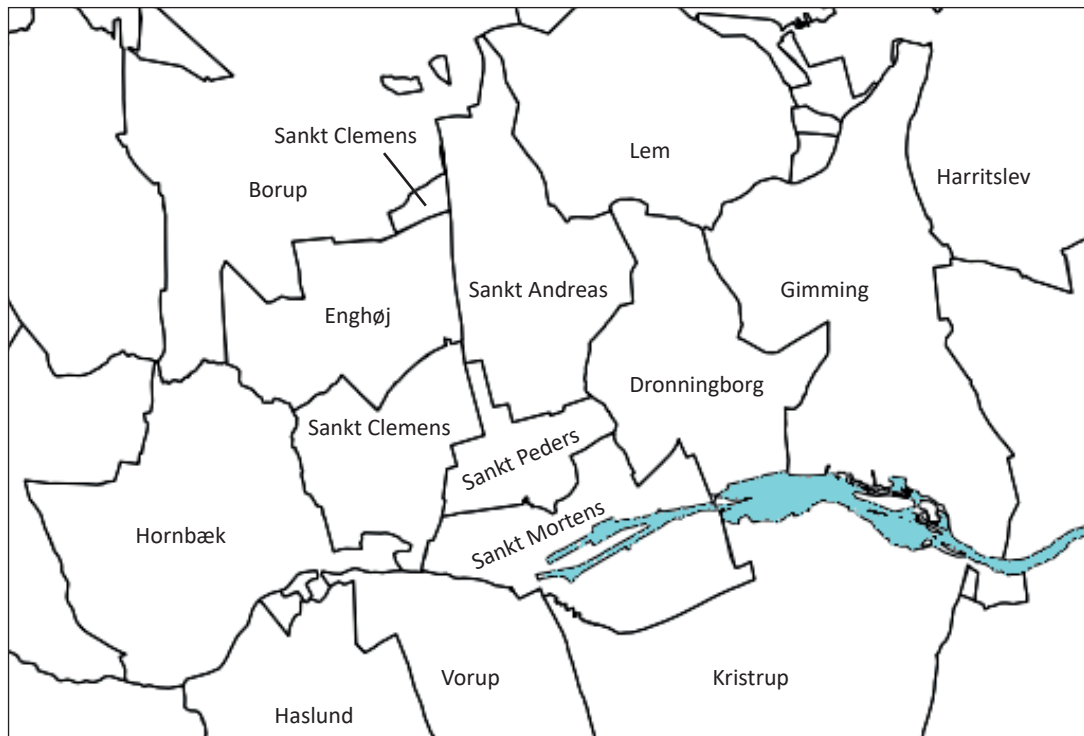 Sankt Clemens
Lem
Borup
Harritslev
Sankt Andreas
Gimming
Enghøj
Dronningborg
Sankt Clemens
Sankt Peders
Hornbæk
Sankt Mortens
Vorup
Kristrup
Haslund